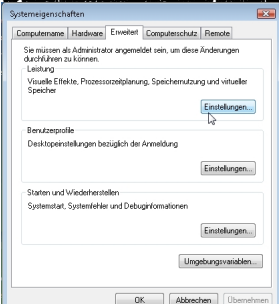 Systemeigenschaften
Computername Hardware Erweitert Computerschutz Remote
Sie müssen als Administrator angemeldet sein, um diese Änderungen
durchführen zu können.
Leistung
Visuelle Effekte, Prozessorzeitplanung, Speichernutzung und virtueller
Speicher
Einstellungen...
Benutzerprofile
Desktopeinstellungen bezüglich der Anmeldung
Einstellungen...
Starten und Wiederherstellen
Systemstart, Systemfehler und Debuginformationen
Einstellungen...
Umgebungsvariablen...
OK Abbrechen Übernehmen